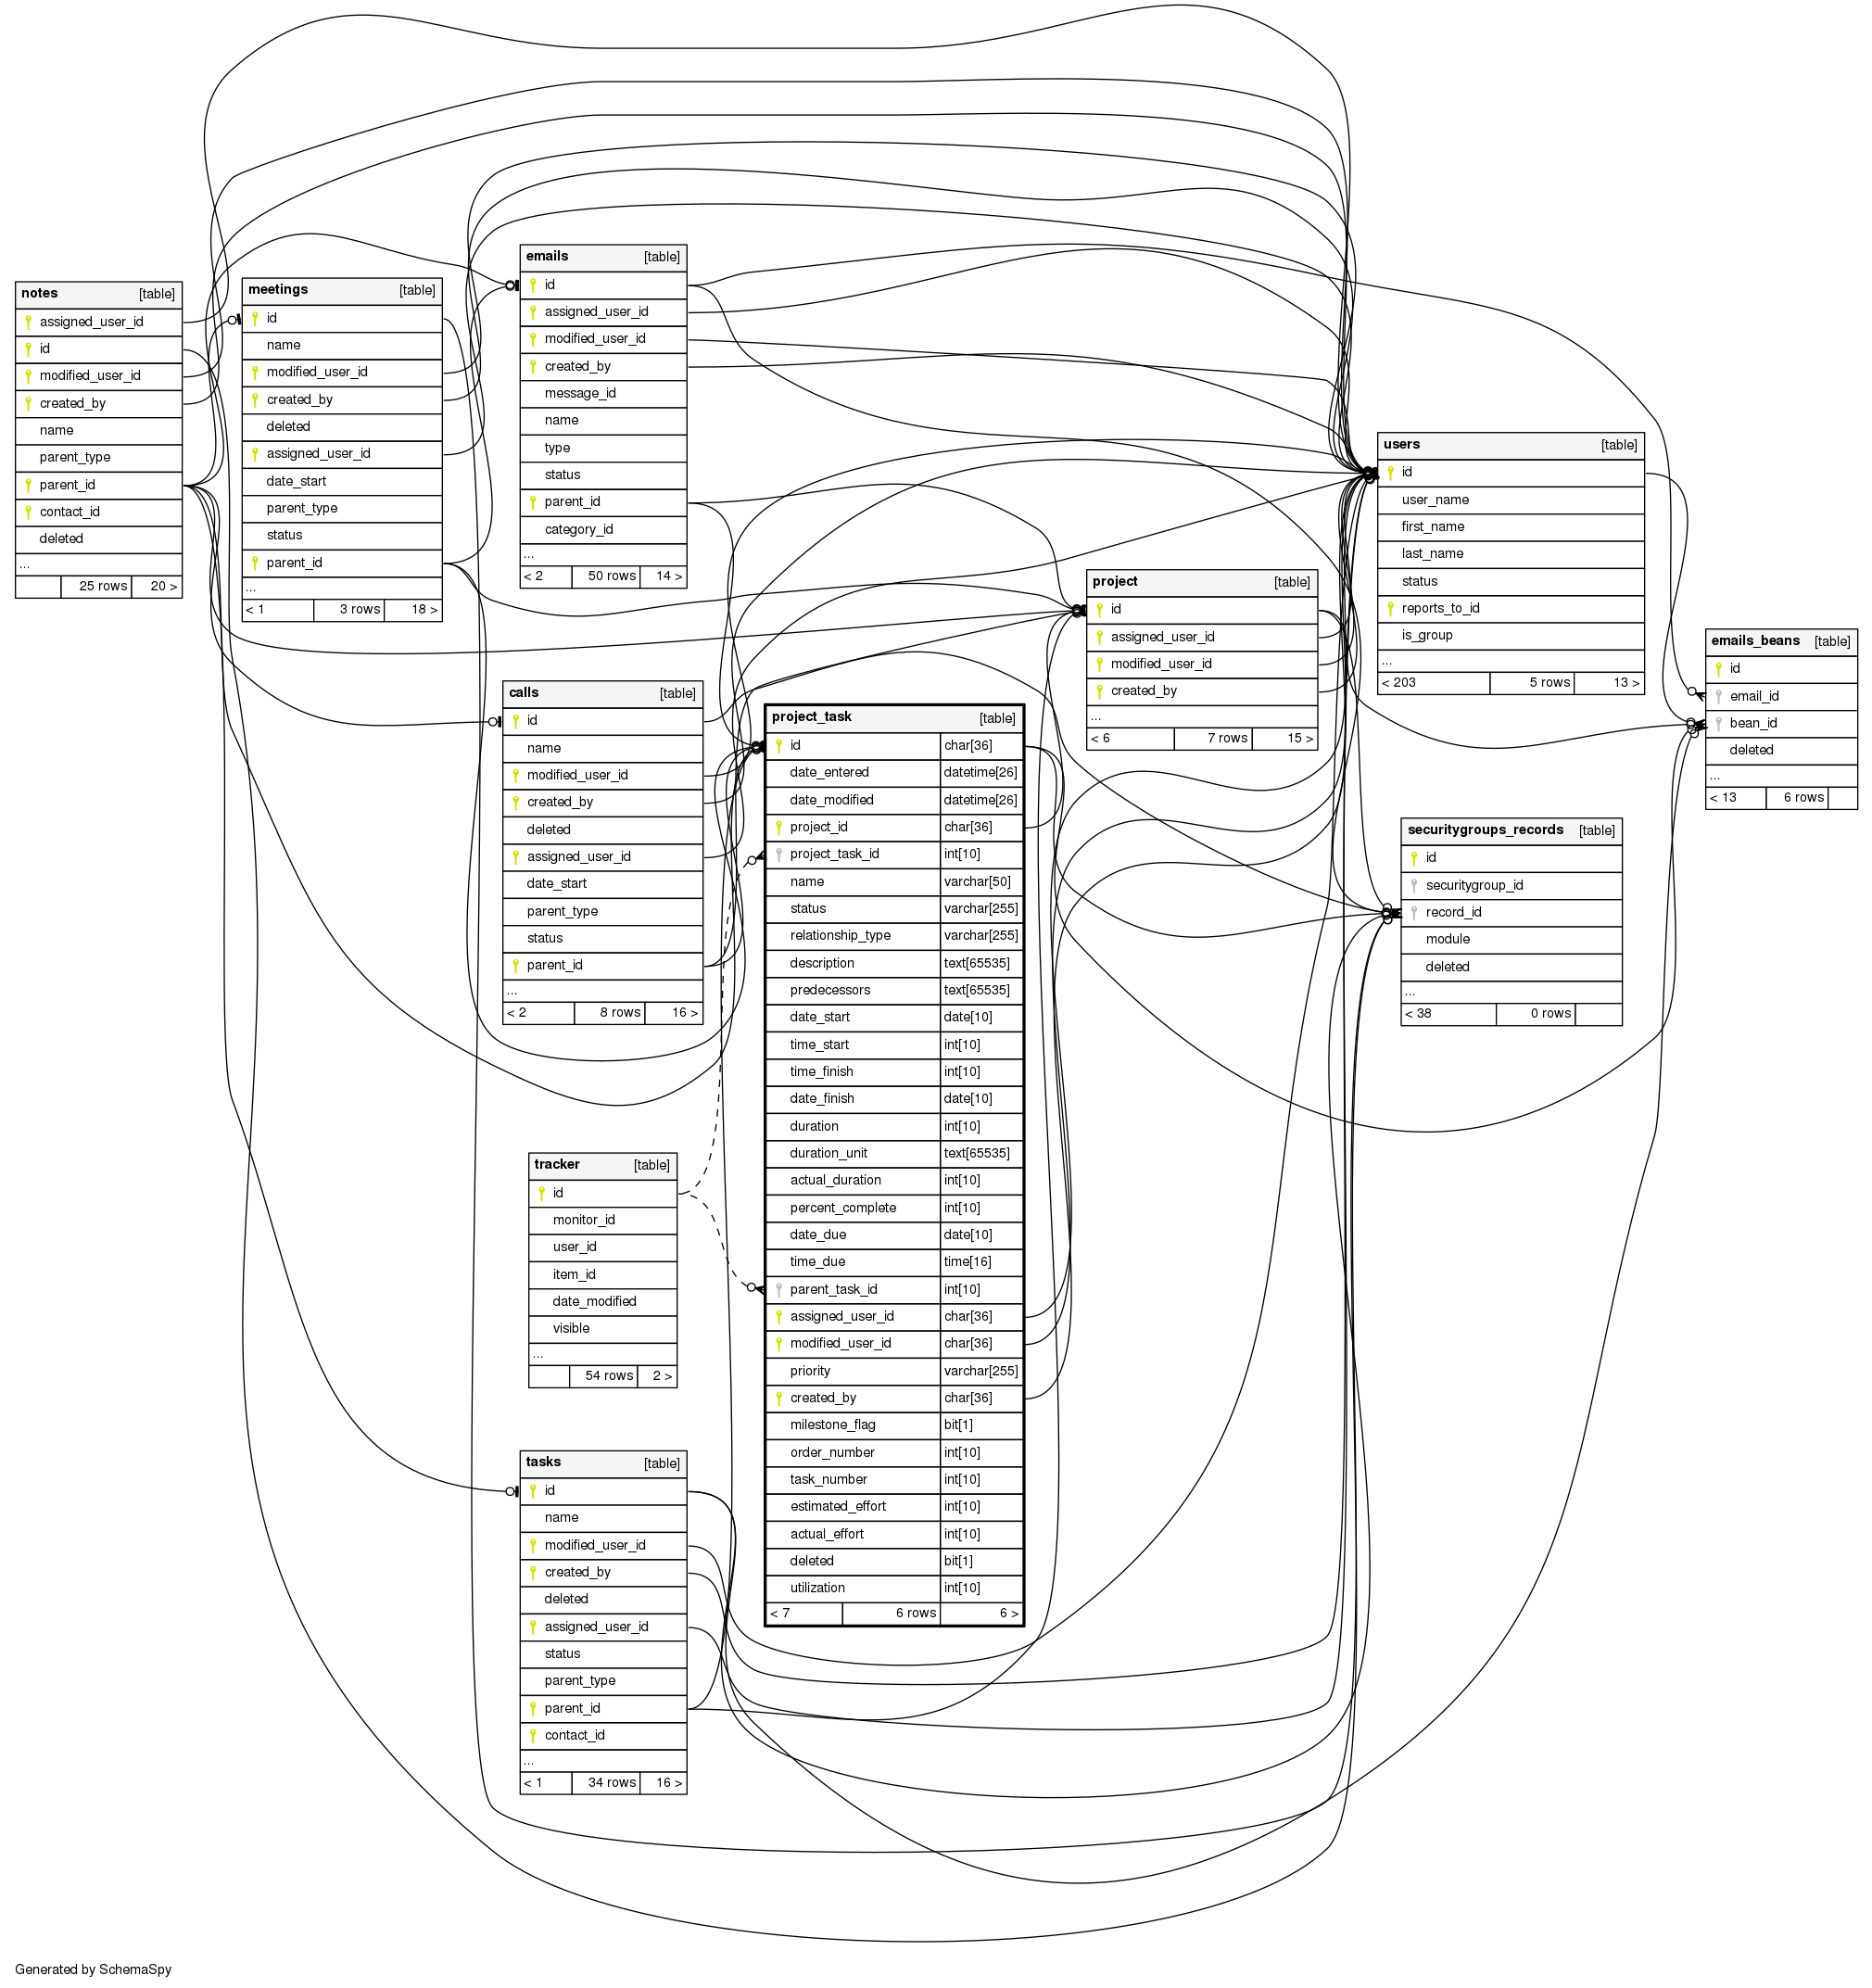 notes [table]
assigned_user_id
id
modified_user_id
created_by
name
parent_type
parent_id
contact_id
deleted
...
25 rows 20 >
meetings [table]
id
name
modified_user_id
created_by
deleted
assigned_user_id
date_start
parent_type
status
parent_id
...
< 1 3 rows 18 >
emails [table]
id
assigned_user_id
modified_user_id
created_by
message_id
name
type
status
parent_id
category_id
...
< 2 50 rows 14 >
calls [table]
id
name
modified_user_id
created_by
deleted
assigned_user_id
date_start
parent_type
status
parent_id
...
< 2 8 rows 16 >
tracker [table]
id
monitor_id
user_id
item_id
date_modified
visible
...
54 rows 2 >
tasks [table]
id
name
modified_user_id
created_by
deleted
assigned_user_id
status
parent_type
parent_id
contact_id
...
< 1 34 rows 16 >
project_task [table]
id char[36]
date_entered datetime[26]
date_modified datetime[26]
project_id char[36]
project_task_id int[10]
name varchar[50]
status varchar[255]
relationship_type varchar[255]
description text[65535]
predecessors text[65535]
date_start date[10]
time_start int[10]
time_finish int[10]
date_finish date[10]
duration int[10]
duration_unit text[65535]
actual_duration int[10]
percent_complete int[10]
date_due date[10]
time_due time[16]
parent_task_id int[10]
assigned_user_id char[36]
modified_user_id char[36]
priority varchar[255]
created_by char[36]
milestone_flag bit[1]
order_number int[10]
task_number int[10]
estimated_effort int[10]
actual_effort int[10]
deleted bit[1]
utilization int[10]
< 7 6 rows 6 >
project [table]
id
assigned_user_id
modified_user_id
created_by
...
< 6 7 rows 15 >
users [table]
id
user_name
first_name
last_name
status
reports_to_id
is_group
...
< 203 5 rows 13 >
securitygroups_records [table]
id
securitygroup_id
record_id
module
deleted
...
< 38 0 rows
emails_beans [table]
id
email_id
bean_id
deleted
...
< 13 6 rows
Generated by SchemaSpy